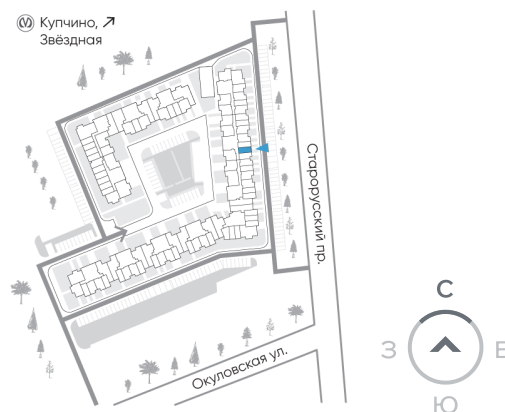 Купчино, ↗
Звёздная
Старорусский пр.
Окуловская ул.
С
З
В
Ю